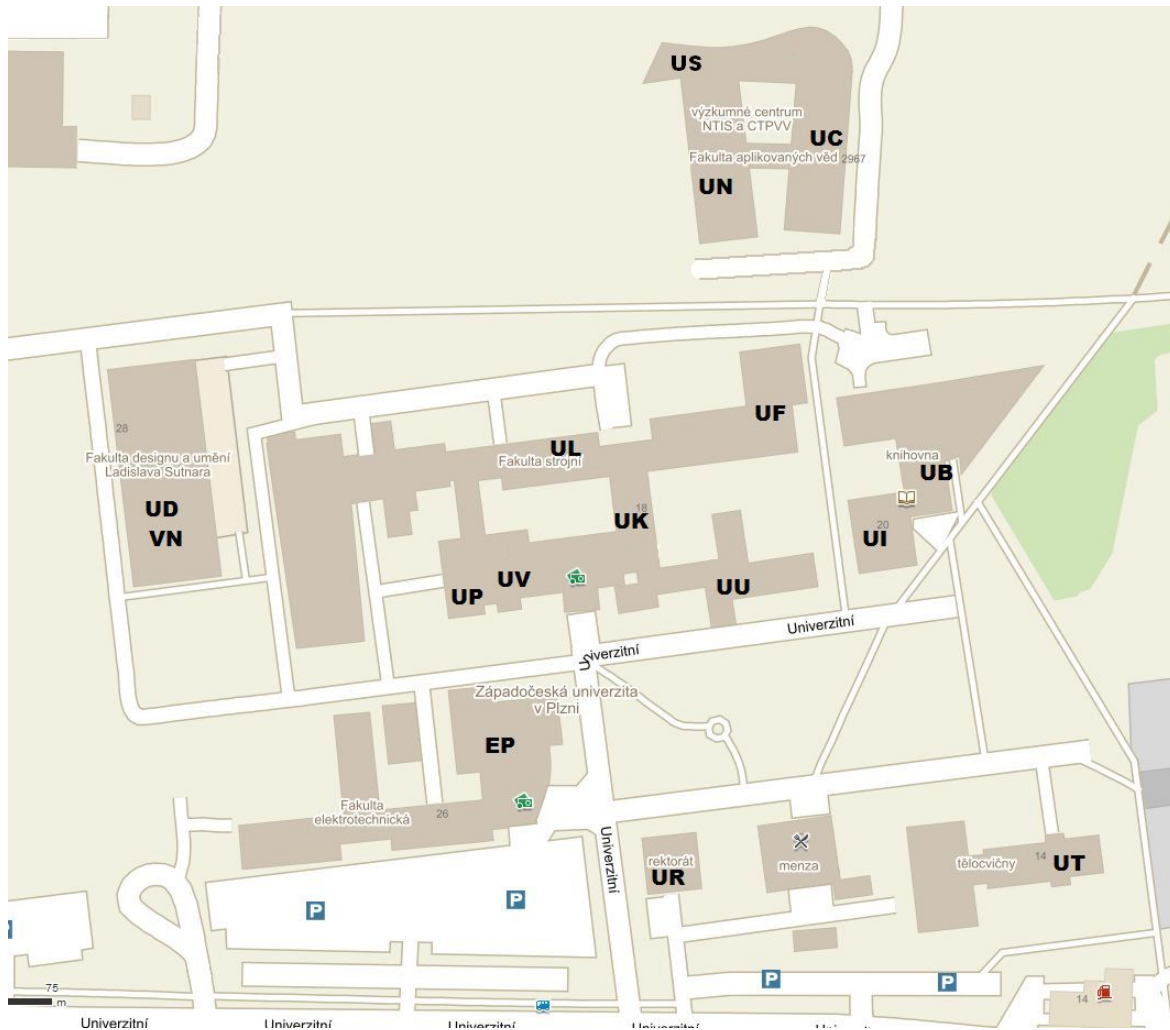 US
výzkumné centrum
NTIS a CTPVV
UC
Fakulta aplikovaných věd 2967
UN
UF
28
Fakulta designu a umění
Ladislava Sutnara
UL
Fakulta strojní
knihovna
UB
UD
VN
18
UK
20
UI
UV
UP
UU
Univerzitní
Univerzitní
Západočeská univerzita
v Plzni
EP
Fakulta
elektrotechnická
26
Univerzitní
rektorát
UR
menza
tělocvičny
14
UT
P
P
P
P
P
75
m
14
Univerzitní
Univerzitní
Univerzitní
Univerzitní